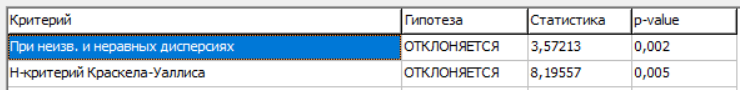 Критерий Гипотеза Статистика p-value
При неизв. и неравных дисперсиях ОТКЛОНЯЕТСЯ 3,57213 0,002
Н-критерий Краскела-Уаллиса ОТКЛОНЯЕТСЯ 8,19557 0,005